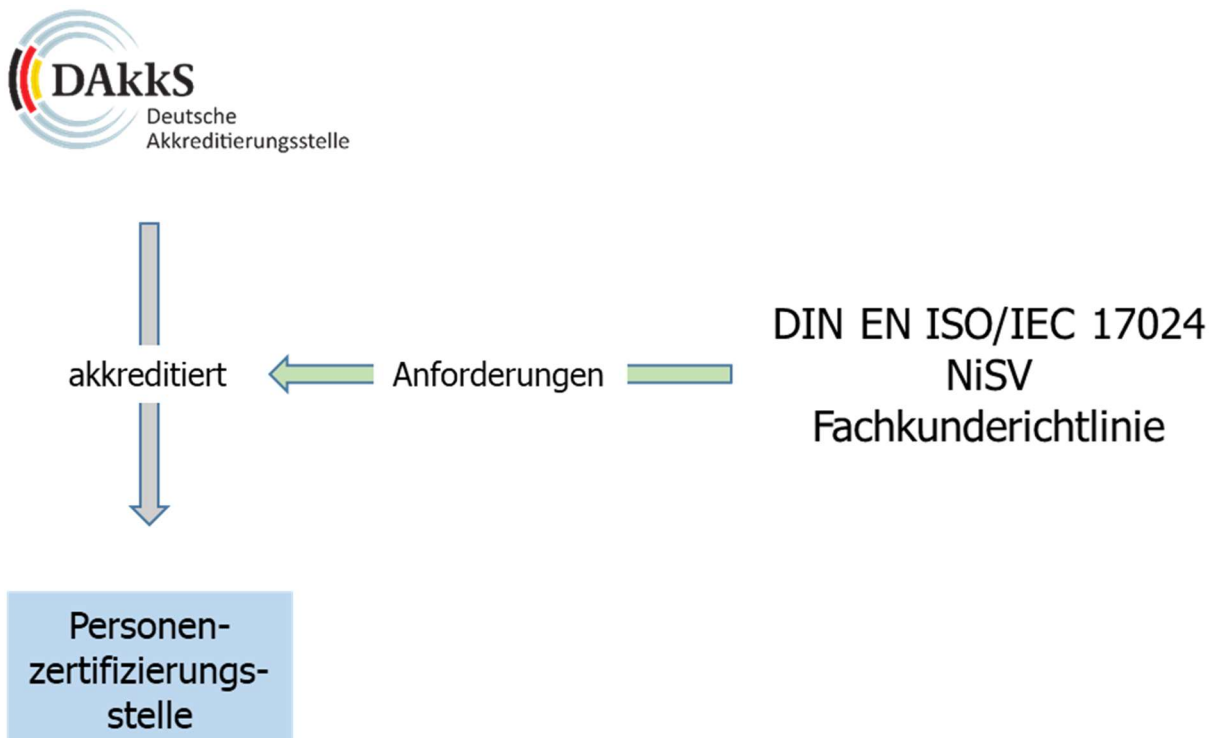 DAkkS
Deutsche
Akkreditierungsstelle
akkreditiert
Anforderungen
DIN EN ISO/IEC 17024
NiSV
Fachkunderichtlinie
Personen-
zertifizierungs-
stelle